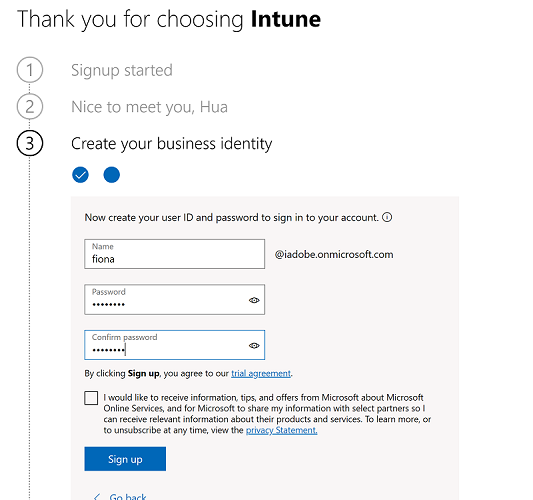 Thank you for choosing Intune
1 Signup started
2 Nice to meet you, Hua
3 Create your business identity
Now create your user ID and password to sign in to your account.
Name
fiona
@iadobe.onmicrosoft.com
Password
••••••••
Confirm password
••••••••
By clicking Sign up, you agree to our trial agreement.
I would like to receive information, tips, and offers from Microsoft about Microsoft
Online Services, and for Microsoft to share my information with select partners so I
can receive relevant information about their products and services. To learn more, or
to unsubscribe at any time, view the privacy Statement.
Sign up
Go back